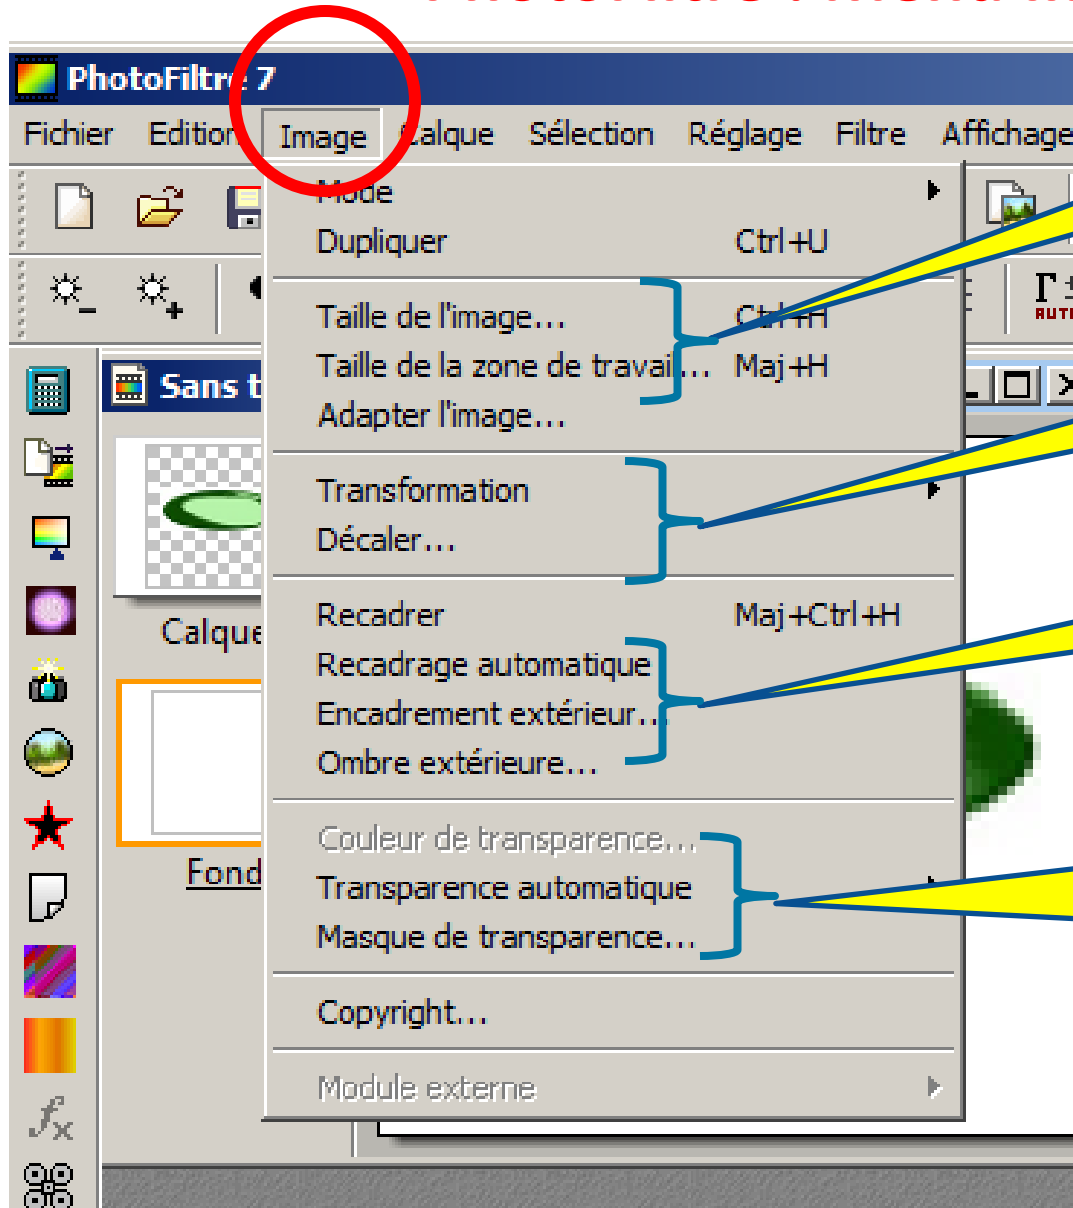 PhotoFiltre 7
Fichier Edition Image Calque Sélection Réglage Filtre Affichage
Mode
Dupliquer Ctrl+U
Taille de l'image... Ctrl+H
Taille de la zone de travail... Maj+H
Adapter l'image...
Transformation
Décaler...
Recadrer Maj+Ctrl+H
Recadrage automatique
Encadrement extérieur...
Ombre extérieure...
Couleur de transparence...
Transparence automatique
Masque de transparence...
Copyright...
Module externe
Sans t
Calque
Fond